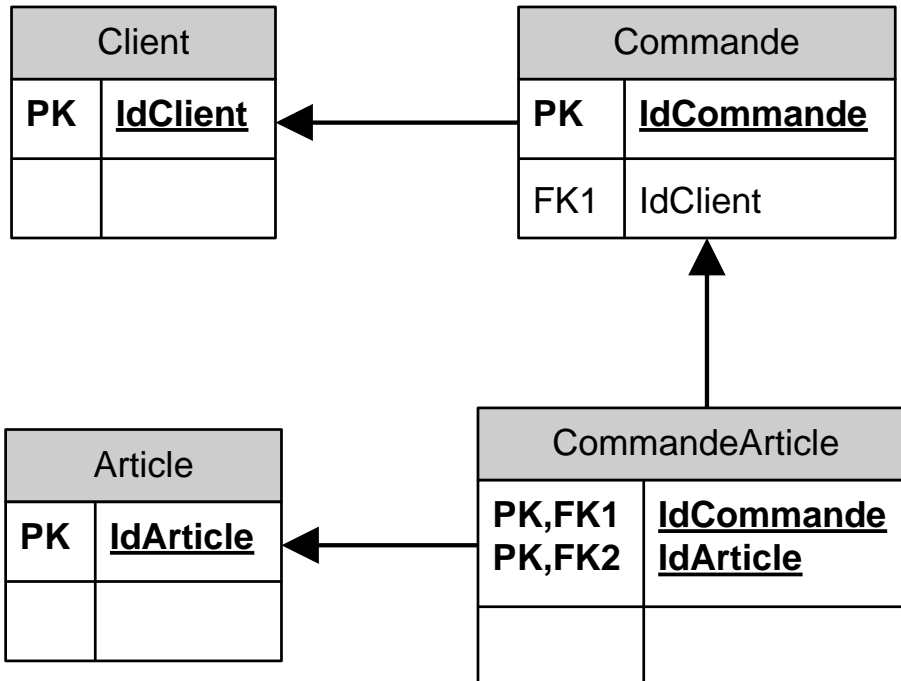 Client
PK IdClient
Commande
PK IdCommande
FK1 IdClient
Article
PK IdArticle
CommandeArticle
PK,FK1 IdCommande
PK,FK2 IdArticle